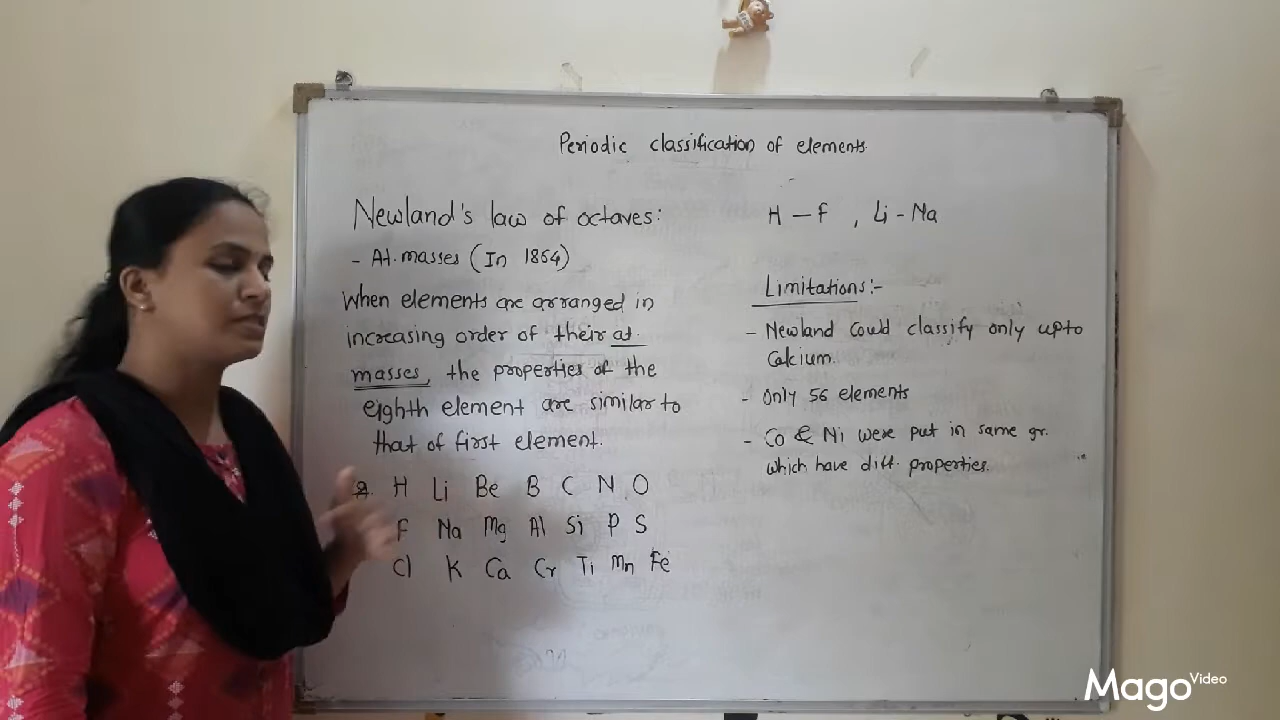 Periodic classification of elements.
Newland's law of octaves:
- At. masses (In 1864)
When elements are arranged in
increasing order of their at
masses, the properties of the
eighth element are similar to
that of first element.
H Li Be B C N O
F Na Mg Al Si P S
Cl K Ca Cr Ti Mn Fe
H - F , Li - Na
Limitations:-
- Newland could classify only upto
Calcium.
- Only 56 elements
- Co & Ni were put in same gr.
which have diff. properties.
Mago Video